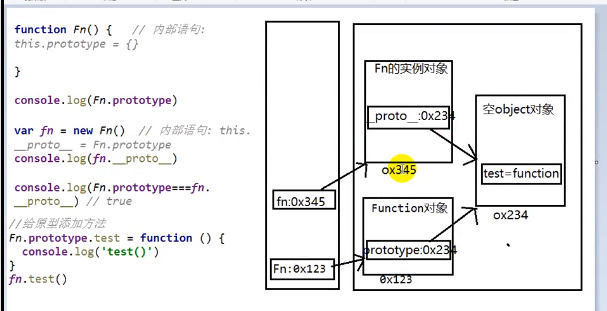 function Fn() {   // 内部语句:
this.prototype = {}
}
console.log(Fn.prototype)
var fn = new Fn()  // 内部语句: this.
__proto__ = Fn.prototype
console.log(fn.__proto__)
console.log(Fn.prototype===fn.
__proto__) // true
//给原型添加方法
Fn.prototype.test = function () {
console.log('test()')
}
fn.test()
fn:0x345
Fn:0x123
Fn的实例对象
__proto__:0x234
ox345
Function对象
prototype:0x234
0x123
空object对象
test=function
ox234